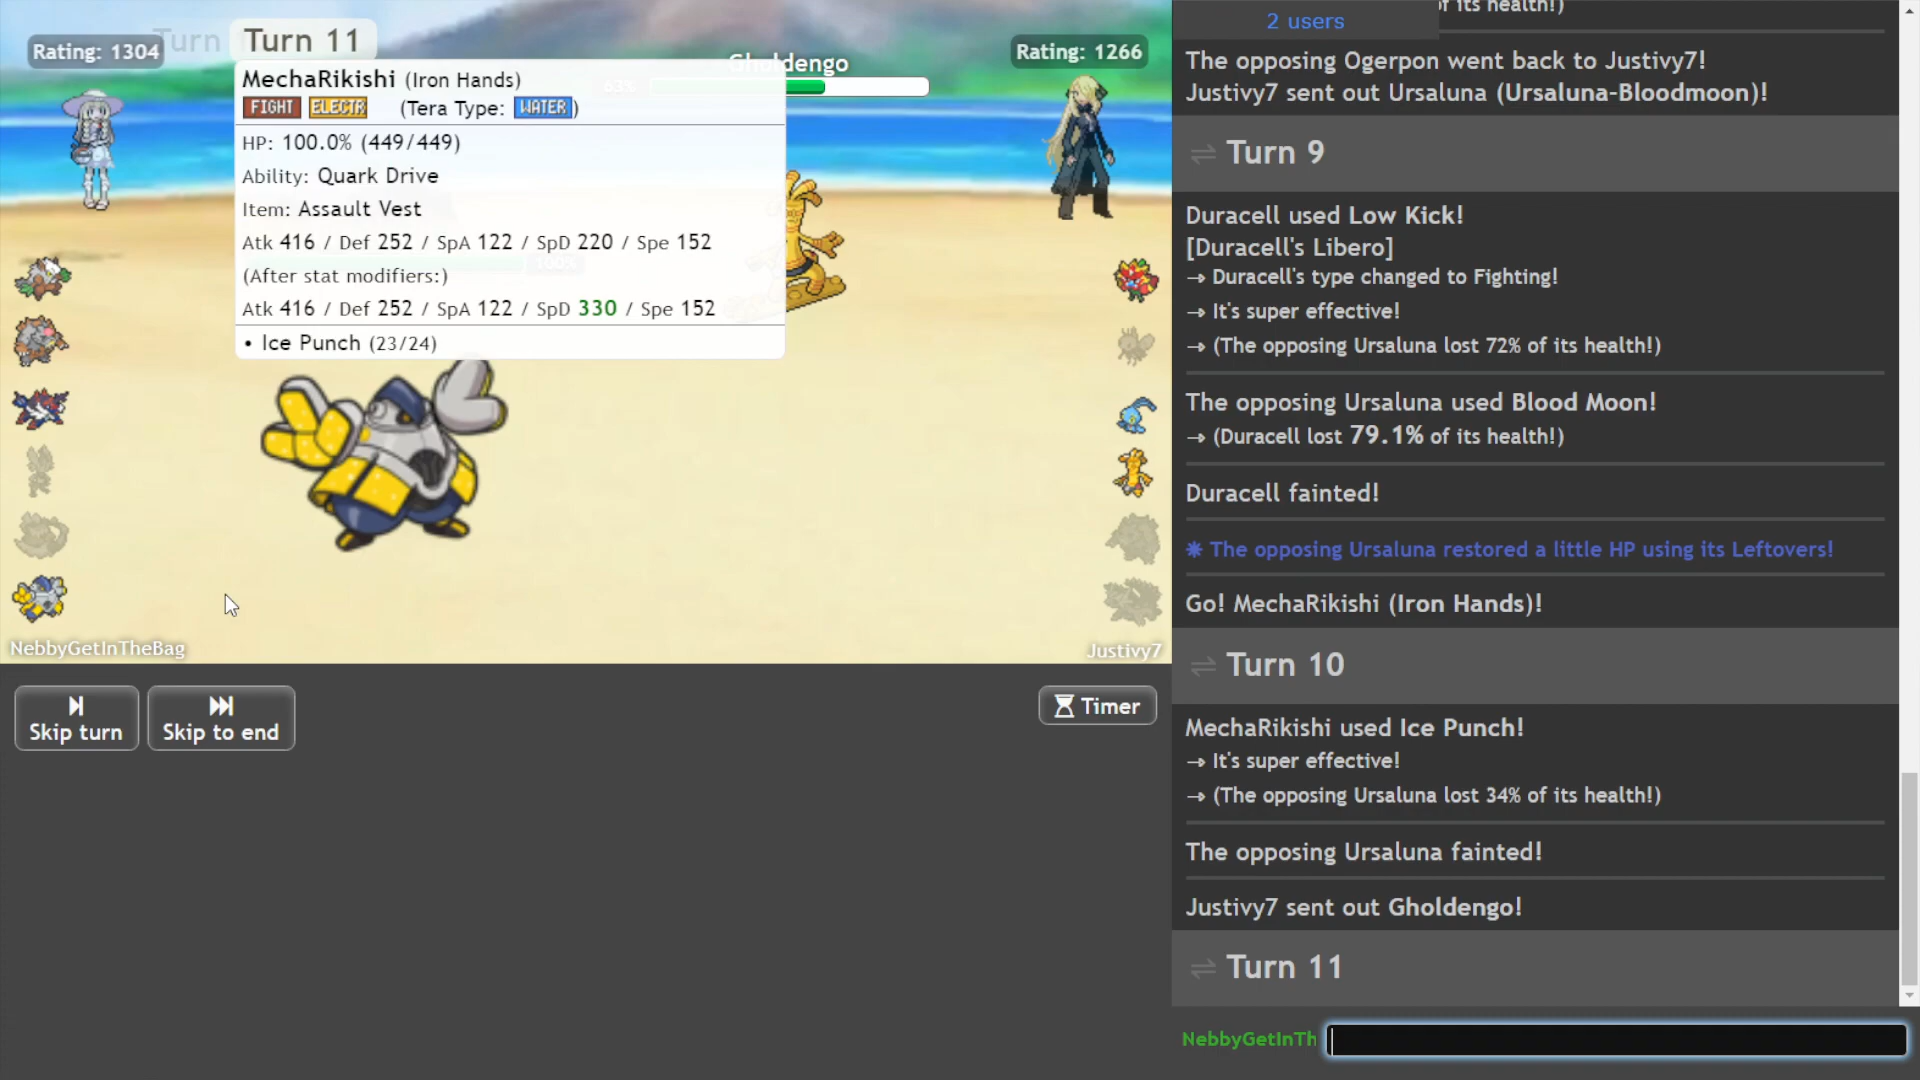 Rating: 1304
Turn
Turn 11
MechaRikishi (Iron Hands)
FIGHT ELECTR (Tera Type: WATER)
HP: 100.0% (449/449)
Ability: Quark Drive
Item: Assault Vest
Atk 416 / Def 252 / SpA 122 / SpD 220 / Spe 152
100%
(After stat modifiers:)
Atk 416 / Def 252 / SpA 122 / SpD 330 / Spe 152
• Ice Punch (23/24)
Gholdengo
63%
Rating: 1266
NebbyGetInTheBag
Justivy7
Skip turn
Skip to end
Timer
2 users
of its health!)
The opposing Ogerpon went back to Justivy7!
Justivy7 sent out Ursaluna (Ursaluna-Bloodmoon)!
Turn 9
Duracell used Low Kick!
[Duracell's Libero]
→ Duracell's type changed to Fighting!
→ It's super effective!
→ (The opposing Ursaluna lost 72% of its health!)
The opposing Ursaluna used Blood Moon!
→ (Duracell lost 79.1% of its health!)
Duracell fainted!
The opposing Ursaluna restored a little HP using its Leftovers!
Go! MechaRikishi (Iron Hands)!
Turn 10
MechaRikishi used Ice Punch!
→ It's super effective!
→ (The opposing Ursaluna lost 34% of its health!)
The opposing Ursaluna fainted!
Justivy7 sent out Gholdengo!
Turn 11
NebbyGetInTh